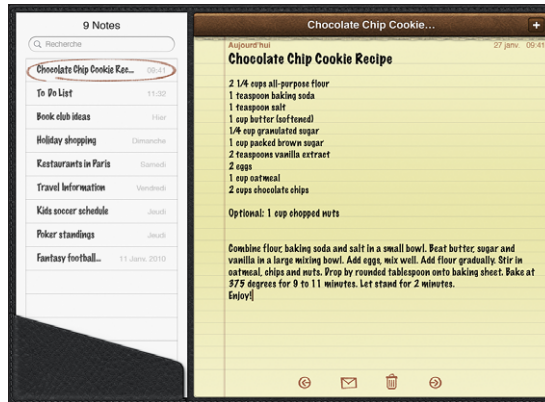 9 Notes
Recherche
Chocolate Chip Cookie Rec... 09:41
To Do List 11:32
Book club ideas Hier
Holiday shopping Dimanche
Restaurants in Paris Samedi
Travel Information Vendredi
Kids soccer schedule Jeudi
Poker standings Jeudi
Fantasy football... 11 Janv. 2010
Chocolate Chip Cookie...
+
Aujourd'hui 27 janv. 09:41
Chocolate Chip Cookie Recipe
2 1/4 cups all-purpose flour
1 teaspoon baking soda
1 teaspoon salt
1 cup butter (softened)
1/4 cup granulated sugar
1 cup packed brown sugar
2 teaspoons vanilla extract
2 eggs
1 cup oatmeal
2 cups chocolate chips
Optional: 1 cup chopped nuts
Combine flour, baking soda and salt in a small bowl. Beat butter, sugar and
vanilla in a large mixing bowl. Add eggs, mix well. Add flour gradually. Stir in
oatmeal, chips and nuts. Drop by rounded tablespoon onto baking sheet. Bake at
375 degrees for 9 to 11 minutes. Let stand for 2 minutes.
Enjoy!